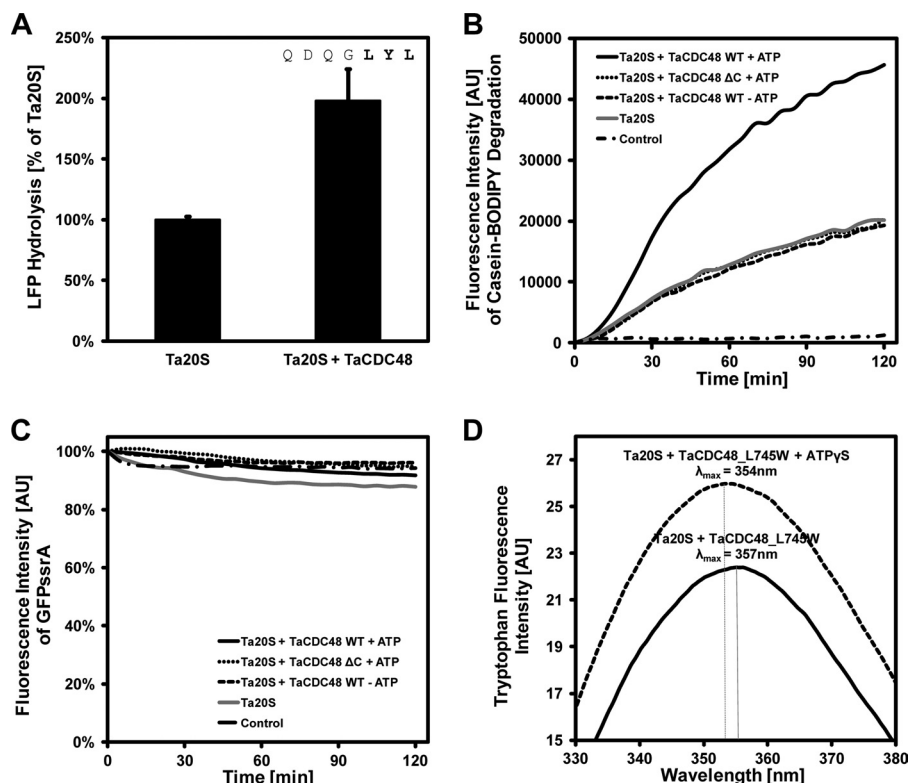 A
250%
200%
150%
100%
50%
0%
LFP Hydrolysis [% of Ta20S]
Q D Q G L Y L
Ta20S
Ta20S + TaCDC48
B
50000
40000
30000
20000
10000
0
Fluorescence Intensity [AU]
of Casein-BODIPY Degradation
Ta20S + TaCDC48 WT + ATP
Ta20S + TaCDC48 ΔC + ATP
Ta20S + TaCDC48 WT - ATP
Ta20S
Control
0
30
60
90
120
Time [min]
C
100%
80%
60%
40%
20%
0%
Fluorescence Intensity [AU]
of GFPssrA
Ta20S + TaCDC48 WT + ATP
Ta20S + TaCDC48 ΔC + ATP
Ta20S + TaCDC48 WT - ATP
Ta20S
Control
0
30
60
90
120
Time [min]
D
27
25
23
21
19
17
15
Tryptophan Fluorescence
Intensity [AU]
Ta20S + TaCDC48_L745W + ATPγS
λmax = 354nm
Ta20S + TaCDC48_L745W
λmax = 357nm
330
340
350
360
370
380
Wavelength [nm]